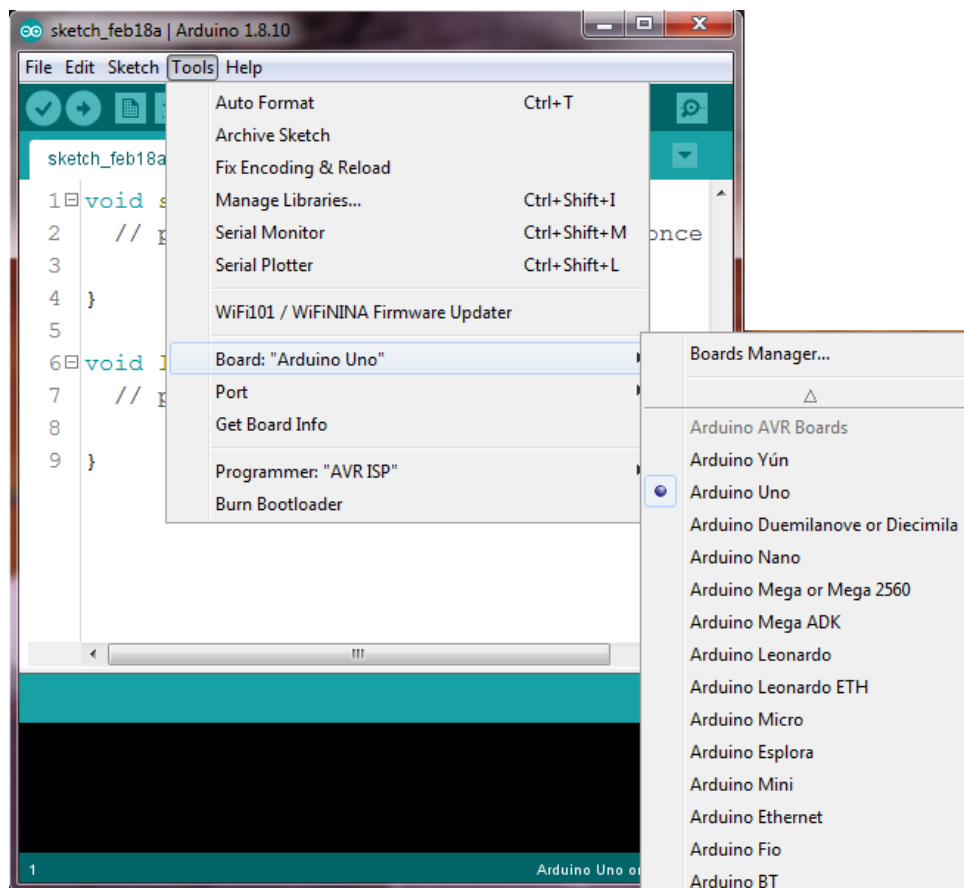 sketch_feb18a | Arduino 1.8.10
File Edit Sketch Tools Help
sketch_feb18a
Auto Format Ctrl+T
Archive Sketch
Fix Encoding & Reload
Manage Libraries... Ctrl+Shift+I
Serial Monitor Ctrl+Shift+M
Serial Plotter Ctrl+Shift+L
WiFi101 / WiFiNINA Firmware Updater
Board: "Arduino Uno"
Port
Get Board Info
Programmer: "AVR ISP"
Burn Bootloader
1 void
2 // once
3
4 }
5
6 void
7 //
8
9 }
Boards Manager...
Arduino AVR Boards
Arduino Yún
Arduino Uno
Arduino Duemilanove or Diecimila
Arduino Nano
Arduino Mega or Mega 2560
Arduino Mega ADK
Arduino Leonardo
Arduino Leonardo ETH
Arduino Micro
Arduino Esplora
Arduino Mini
Arduino Ethernet
Arduino Fio
Arduino BT
1 Arduino Uno